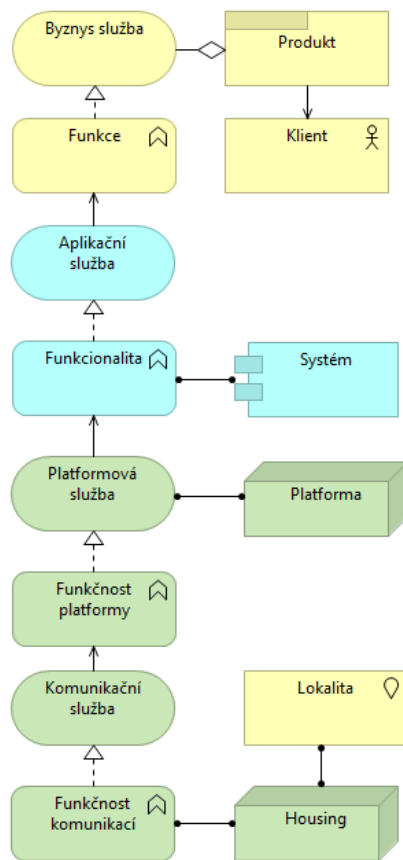 Byznys služba
Produkt
Funkce
Klient
Aplikační
služba
Funkcionalita
Systém
Platformová
služba
Platforma
Funkčnost
platformy
Komunikační
služba
Lokalita
Funkčnost
komunikací
Housing